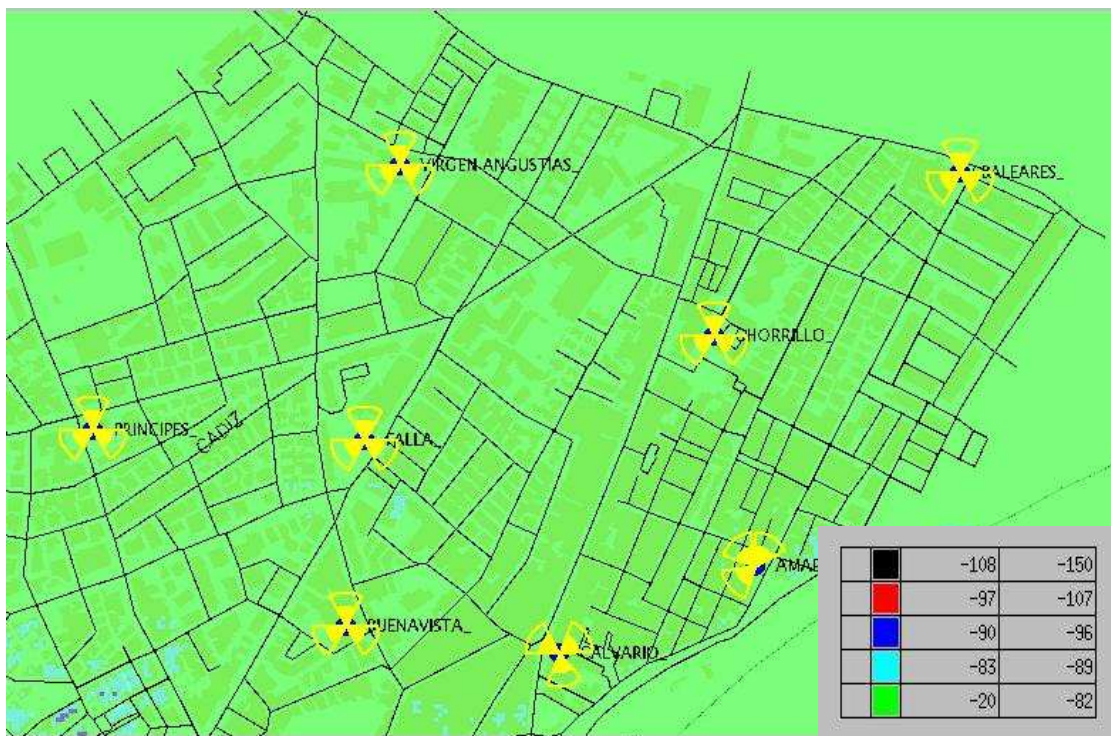 VIRGEN ANGUSTIAS_
BALEARES_
CHORRILLO_
PRINCIPES_
CADIZ
FALLA_
BUENAVISTA_
CALVARIO_
-108 -150
-97 -107
-90 -96
-83 -89
-20 -82